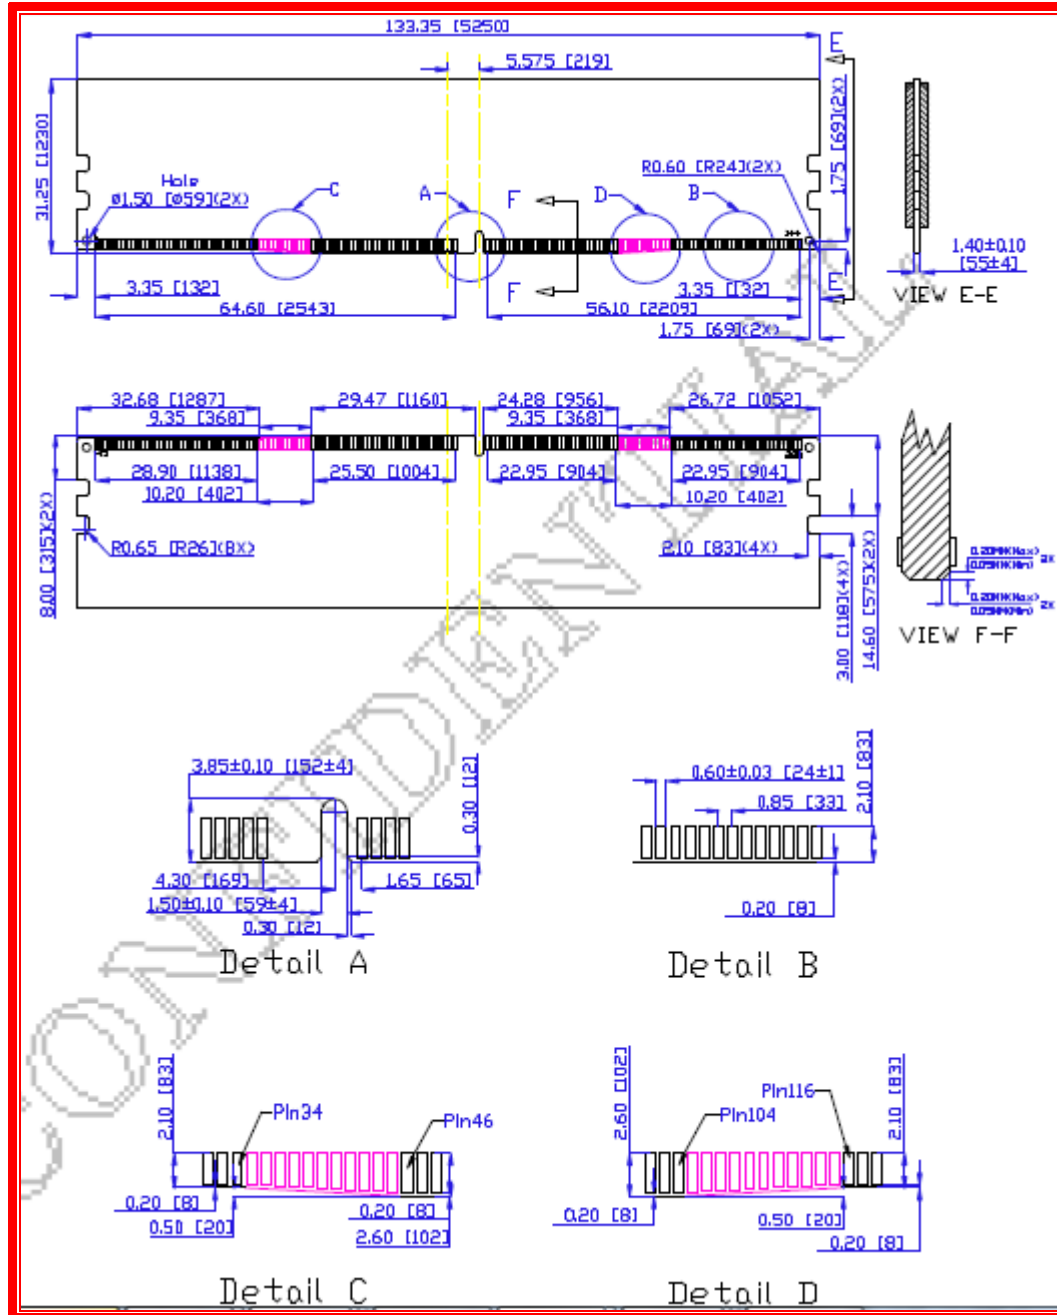 133.35 [5250]
5.575 [219]
E
31.25 [1230]
Hole
ø1.50 [ø59](2X)
C
A
F
D
B
R0.60 [R24](2X)
1.75 [69](2X)
3.35 [132]
64.60 [2543]
F
56.10 [2209]
3.35 [132]
E
1.75 [69](2X)
1.40±0.10
[55±4]
VIEW E-E
32.68 [1287]
29.47 [1160]
24.28 [956]
26.72 [1052]
9.35 [368]
9.35 [368]
28.90 [1138]
25.50 [1004]
22.95 [904]
22.95 [904]
10.20 [402]
10.20 [402]
8.00 [315](2X)
R0.65 [R26](8X)
2.10 [83](4X)
3.00 [118](4X)
14.60 [575](2X)
2X
2X
VIEW F-F
3.85±0.10 [152±4]
0.30 [12]
4.30 [169]
1.65 [65]
1.50±0.10 [59±4]
0.30 [12]
Detail A
0.60±0.03 [24±1]
0.85 [33]
2.10 [83]
0.20 [8]
Detail B
2.10 [83]
Pin34
Pin46
0.20 [8]
0.50 [20]
0.20 [8]
2.60 [102]
Detail C
2.60 [102]
Pin116
Pin104
2.10 [83]
0.20 [8]
0.50 [20]
0.20 [8]
Detail D
CONFIDENTIAL